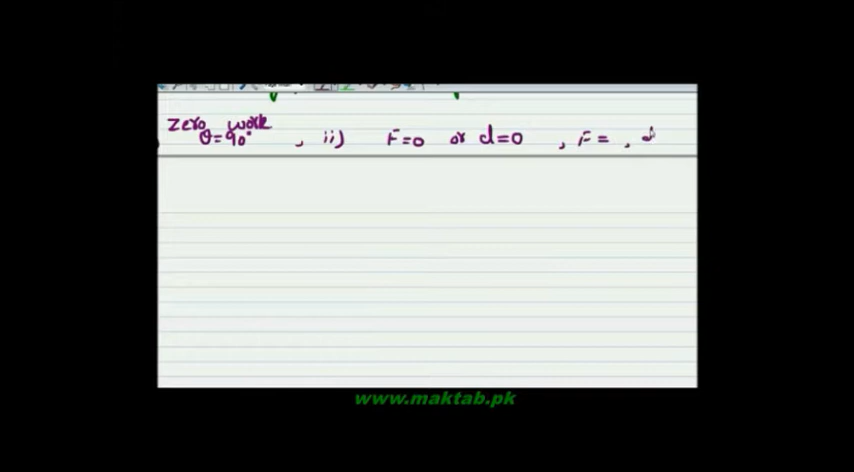 Zero work
θ=90° , ii) F=0 or d=0 , F= , d
www.maktab.pk